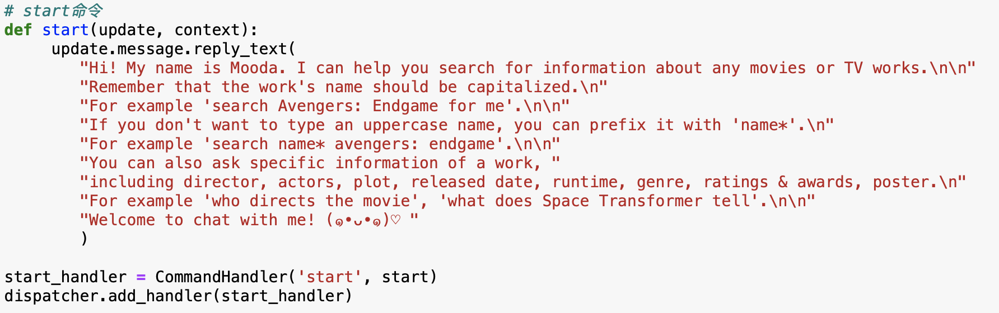 # start命令
def start(update, context):
     update.message.reply_text(
        "Hi! My name is Mooda. I can help you search for information about any movies or TV works.\n\n"
        "Remember that the work's name should be capitalized.\n"
        "For example 'search Avengers: Endgame for me'.\n\n"
        "If you don't want to type an uppercase name, you can prefix it with 'name*'.\n"
        "For example 'search name* avengers: endgame'.\n\n"
        "You can also ask specific information of a work, "
        "including director, actors, plot, released date, runtime, genre, ratings & awards, poster.\n"
        "For example 'who directs the movie', 'what does Space Transformer tell'.\n\n"
        "Welcome to chat with me! (๑•ᴗ•๑)♡ "
        )
start_handler = CommandHandler('start', start)
dispatcher.add_handler(start_handler)